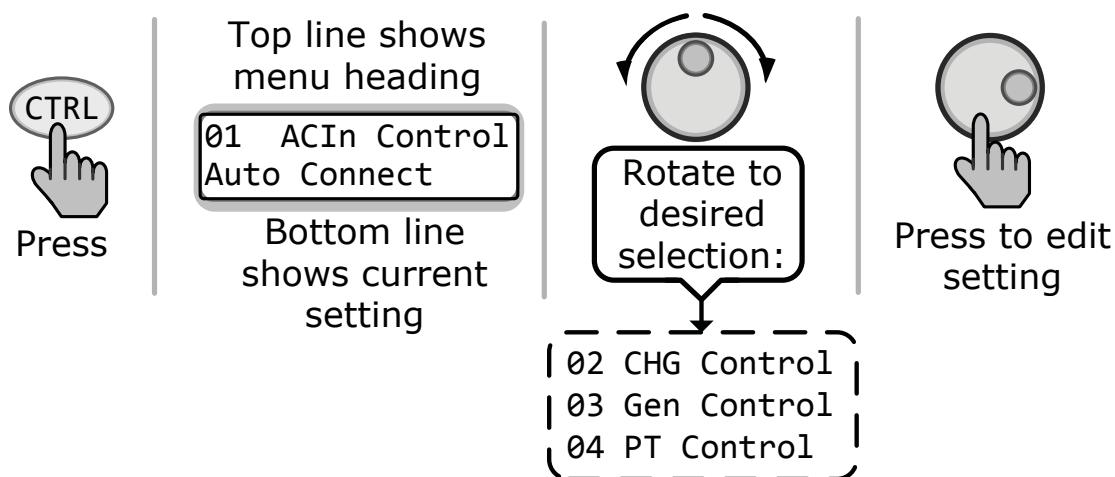 CTRL
Press
Top line shows
menu heading
01  ACIn Control
Auto Connect
Bottom line
shows current
setting
Rotate to
desired
selection:
02 CHG Control
03 Gen Control
04 PT Control
Press to edit
setting